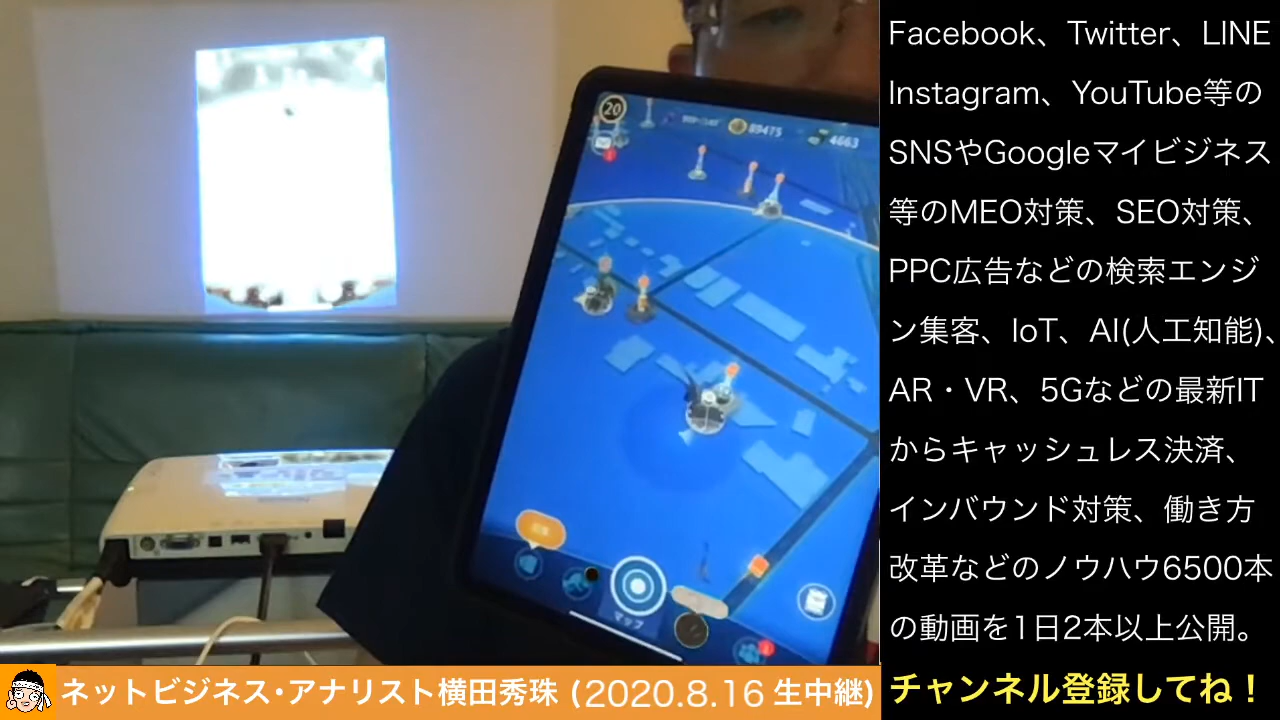 Facebook、Twitter、LINE
Instagram、YouTube等の
SNSやGoogleマイビジネス
等のMEO対策、SEO対策、
PPC広告などの検索エンジ
ン集客、IoT、AI(人工知能)、
AR・VR、5Gなどの最新IT
からキャッシュレス決済、
インバウンド対策、働き方
改革などのノウハウ6500本
の動画を1日2本以上公開。
チャンネル登録してね！
20
89475
4663
マップ
ネットビジネス・アナリスト横田秀珠 (2020.8.16 生中継)